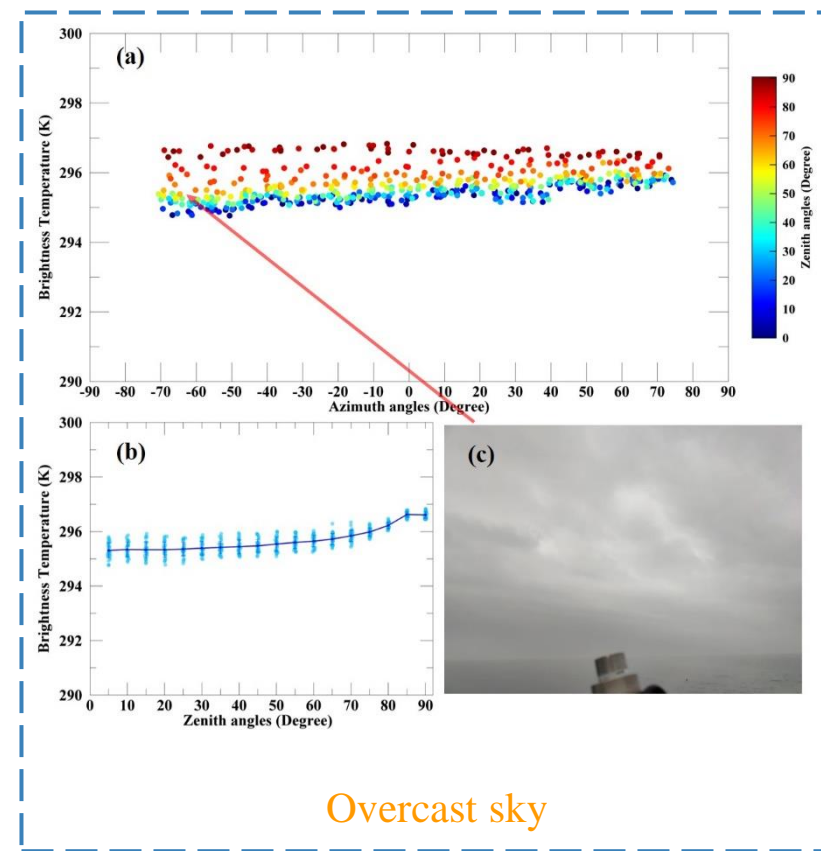 300
(a)
298
296
294
292
290
Brightness Temperature (K)
-90 -80 -70 -60 -50 -40 -30 -20 -10 0 10 20 30 40 50 60 70 80 90
Azimuth angles (Degree)
90
80
70
60
50
40
30
20
10
0
Zenith angles (Degree)
300
(b)
298
296
294
292
290
Brightness Temperature (K)
0 10 20 30 40 50 60 70 80 90
Zenith angles (Degree)
(c)
Overcast sky